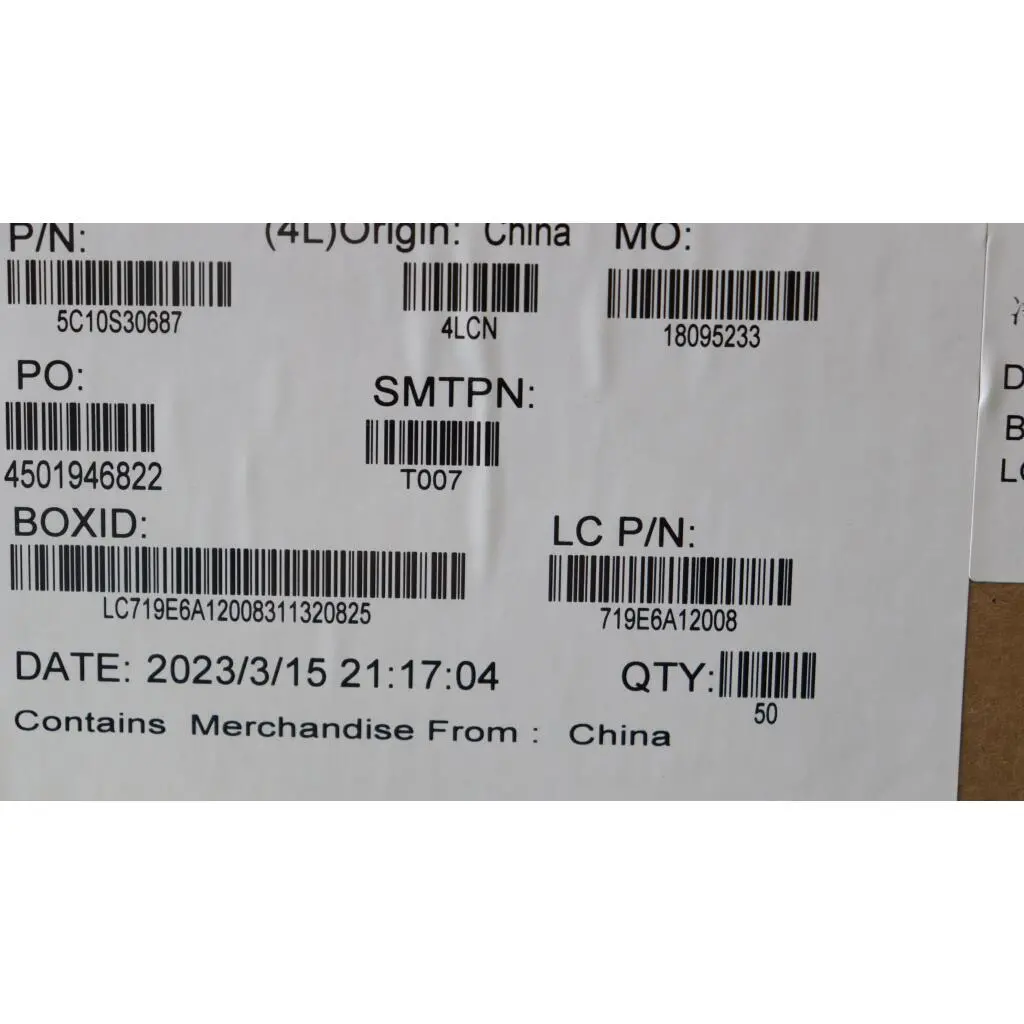 P/N: (4L)Origin: China MO:
5C10S30687 4LCN 18095233
PO: SMTPN:
4501946822 T007
BOXID: LC P/N:
LC719E6A12008311320825 719E6A12008
DATE: 2023/3/15 21:17:04 QTY:
50
Contains Merchandise From : China
D
B